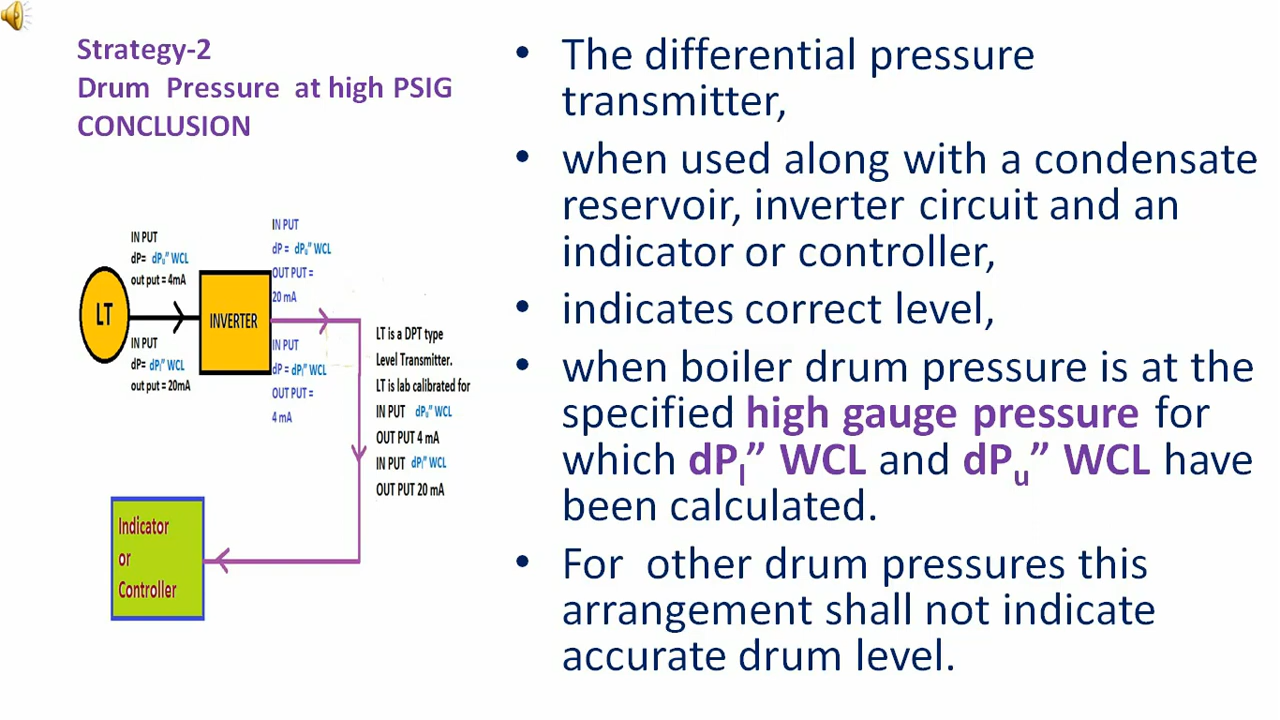 Strategy-2
Drum Pressure at high PSIG
CONCLUSION
IN PUT
dP= dPᵤ" WCL
out put = 4mA
LT
IN PUT
dP= dPₗ" WCL
out put = 20mA
INVERTER
IN PUT
dP = dPᵤ" WCL
OUT PUT =
20 mA
IN PUT
dP = dPₗ" WCL
OUT PUT =
4 mA
LT is a DPT type
Level Transmitter.
LT is lab calibrated for
IN PUT dPᵤ" WCL
OUT PUT 4 mA
IN PUT dPₗ" WCL
OUT PUT 20 mA
Indicator
or
Controller
• The differential pressure
transmitter,
• when used along with a condensate
reservoir, inverter circuit and an
indicator or controller,
• indicates correct level,
• when boiler drum pressure is at the
specified high gauge pressure for
which dPₗ” WCL and dPᵤ” WCL have
been calculated.
• For other drum pressures this
arrangement shall not indicate
accurate drum level.